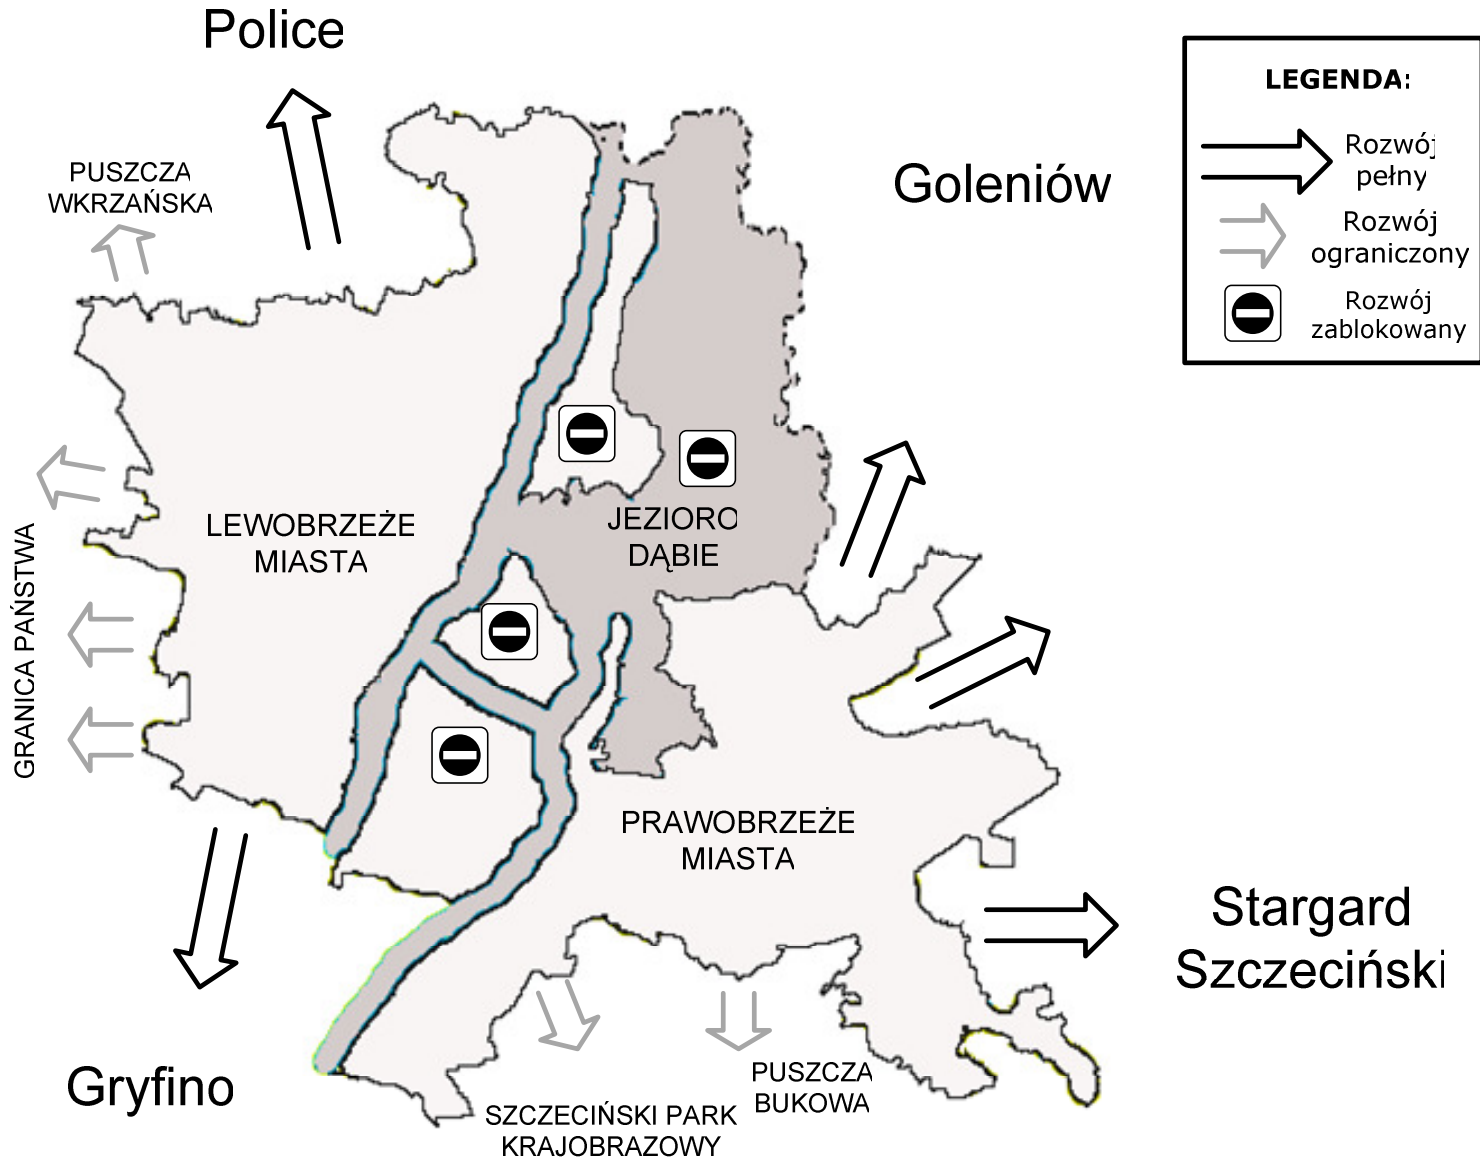 Police
PUSZCZA
WKRZAŃSKA
Goleniów
LEGENDA:
Rozwój
pełny
Rozwój
ograniczony
Rozwój
zablokowany
LEWOBRZEŻE
MIASTA
JEZIORO
DĄBIE
GRANICA PAŃSTWA
PRAWOBRZEŻE
MIASTA
Stargard
Szczeciński
Gryfino
PUSZCZA
BUKOWA
SZCZECIŃSKI PARK
KRAJOBRAZOWY